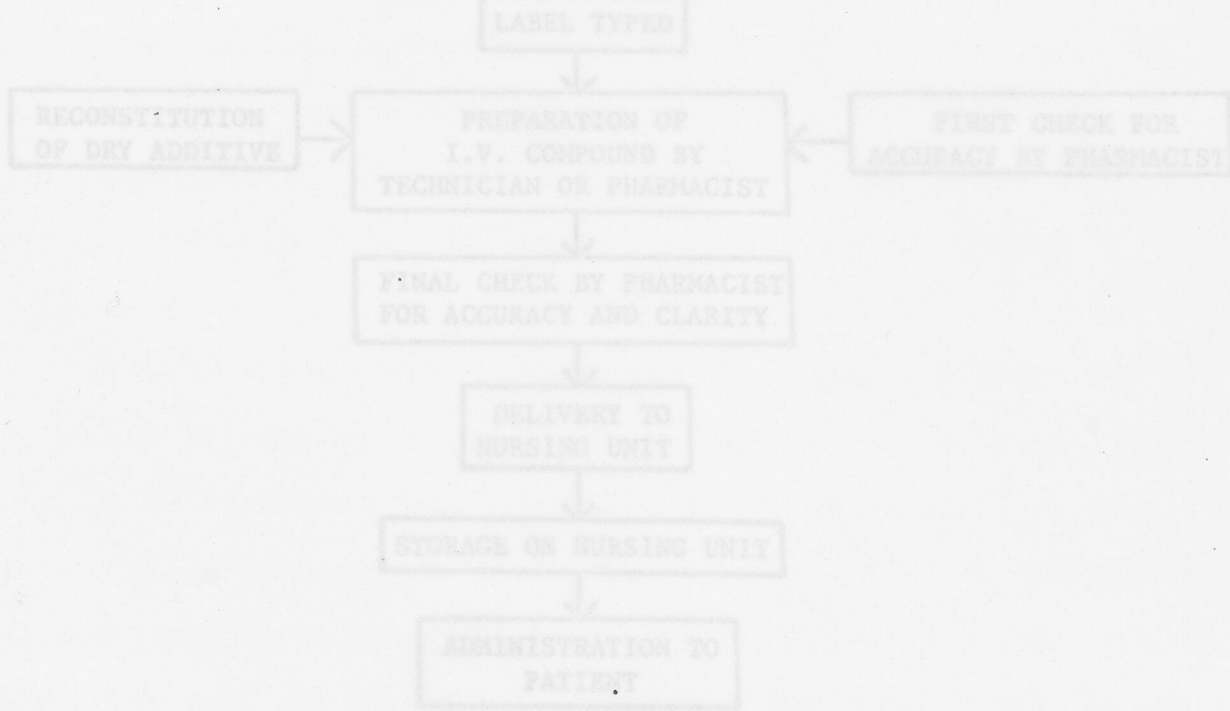 LABEL TYPED
RECONSTITUTION
OF DRY ADDITIVE
PREPARATION OF
I.V. COMPOUND BY
TECHNICIAN OR PHARMACIST
FIRST CHECK FOR
ACCURACY BY PHARMACIST
FINAL CHECK BY PHARMACIST
FOR ACCURACY AND CLARITY
DELIVERY TO
NURSING UNIT
STORAGE ON NURSING UNIT
ADMINISTRATION TO
PATIENT